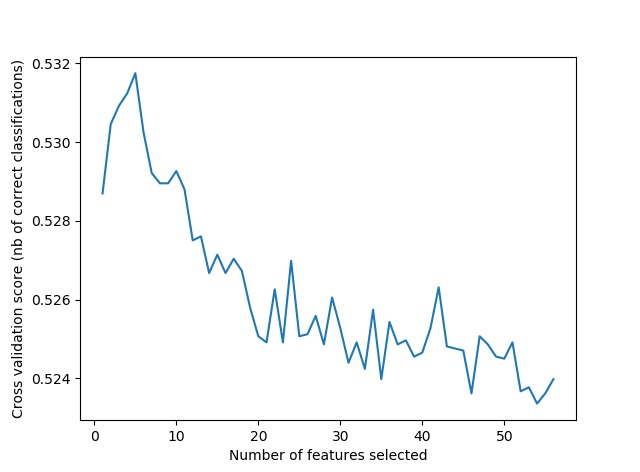 0.532
0.530
0.528
0.526
0.524
Cross validation score (nb of correct classifications)
0 10 20 30 40 50
Number of features selected